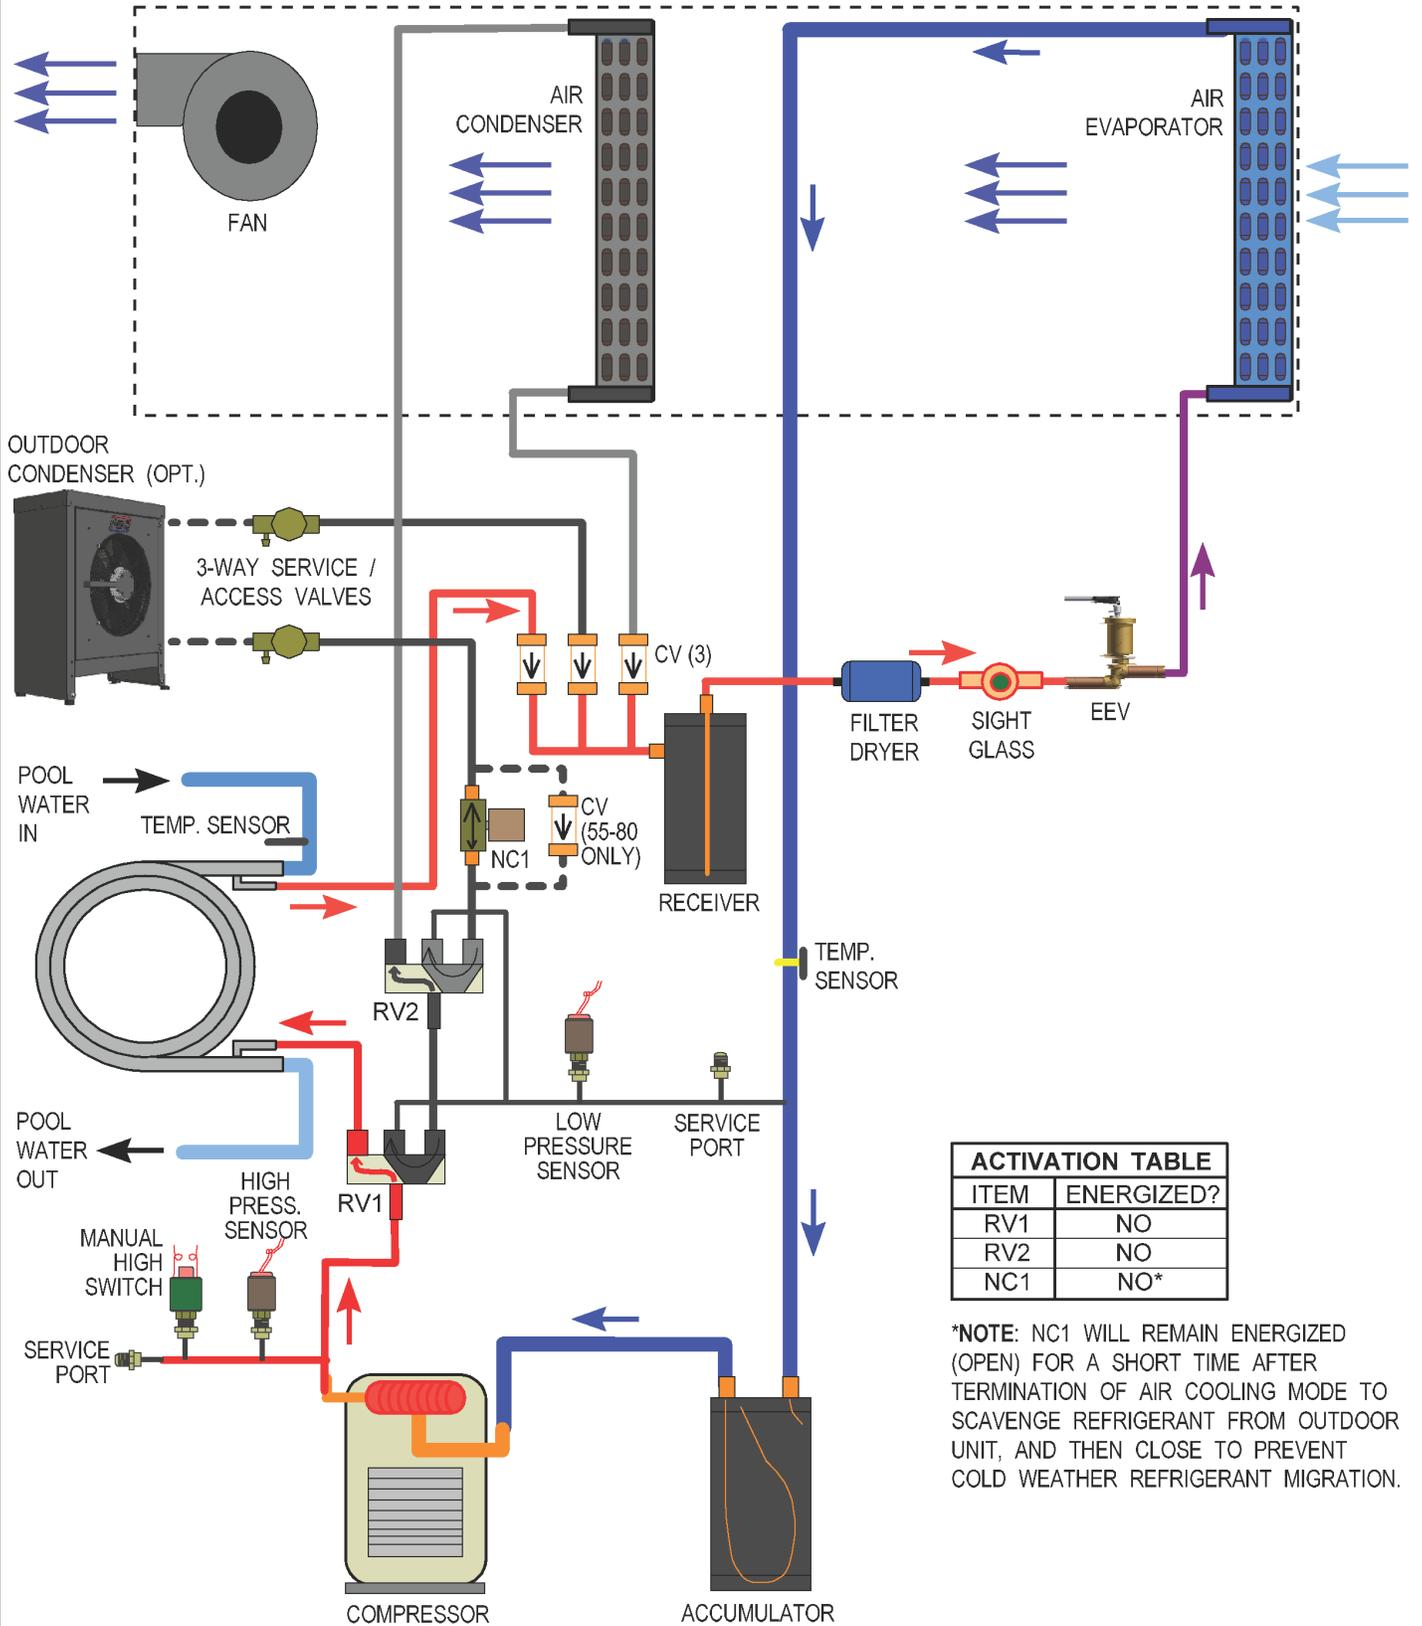 AIR
CONDENSER
AIR
EVAPORATOR
FAN
OUTDOOR
CONDENSER (OPT.)
3-WAY SERVICE /
ACCESS VALVES
CV (3)
FILTER
DRYER
SIGHT
GLASS
EEV
POOL
WATER
IN
TEMP. SENSOR
NC1
CV
(55-80
ONLY)
RECEIVER
TEMP.
SENSOR
RV2
POOL
WATER
OUT
LOW
PRESSURE
SENSOR
SERVICE
PORT
RV1
HIGH
PRESS.
SENSOR
MANUAL
HIGH
SWITCH
SERVICE
PORT
COMPRESSOR
ACCUMULATOR
ACTIVATION TABLE
ITEM ENERGIZED?
RV1 NO
RV2 NO
NC1 NO*
*NOTE: NC1 WILL REMAIN ENERGIZED
(OPEN) FOR A SHORT TIME AFTER
TERMINATION OF AIR COOLING MODE TO
SCAVENGE REFRIGERANT FROM OUTDOOR
UNIT, AND THEN CLOSE TO PREVENT
COLD WEATHER REFRIGERANT MIGRATION.